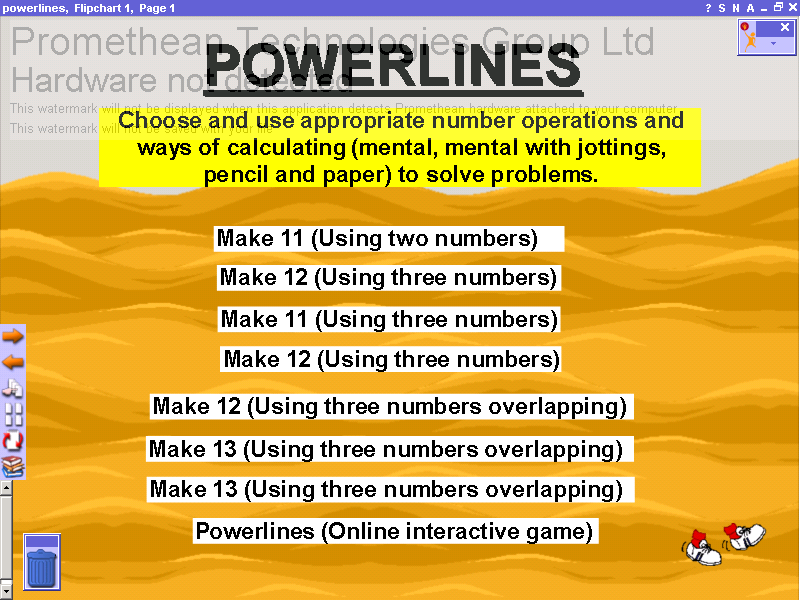 powerlines, Flipchart 1, Page 1
? S N A
Promethean Technologies Group Ltd
POWERLINES
Hardware not detected
This watermark will not be displayed when this application detects Promethean hardware attached to your computer
This watermark will not be saved with your file
Choose and use appropriate number operations and
ways of calculating (mental, mental with jottings,
pencil and paper) to solve problems.
Make 11 (Using two numbers)
Make 12 (Using three numbers)
Make 11 (Using three numbers)
Make 12 (Using three numbers)
Make 12 (Using three numbers overlapping)
Make 13 (Using three numbers overlapping)
Make 13 (Using three numbers overlapping)
Powerlines (Online interactive game)